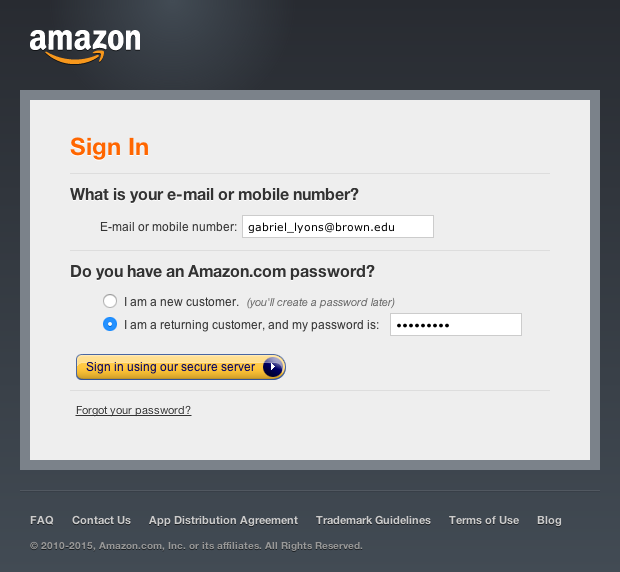 amazon
Sign In
What is your e-mail or mobile number?
E-mail or mobile number: gabriel_lyons@brown.edu
Do you have an Amazon.com password?
I am a new customer. (you'll create a password later)
I am a returning customer, and my password is: •••••••••
Sign in using our secure server
Forgot your password?
FAQ Contact Us App Distribution Agreement Trademark Guidelines Terms of Use Blog
© 2010-2015, Amazon.com, Inc. or its affiliates. All Rights Reserved.